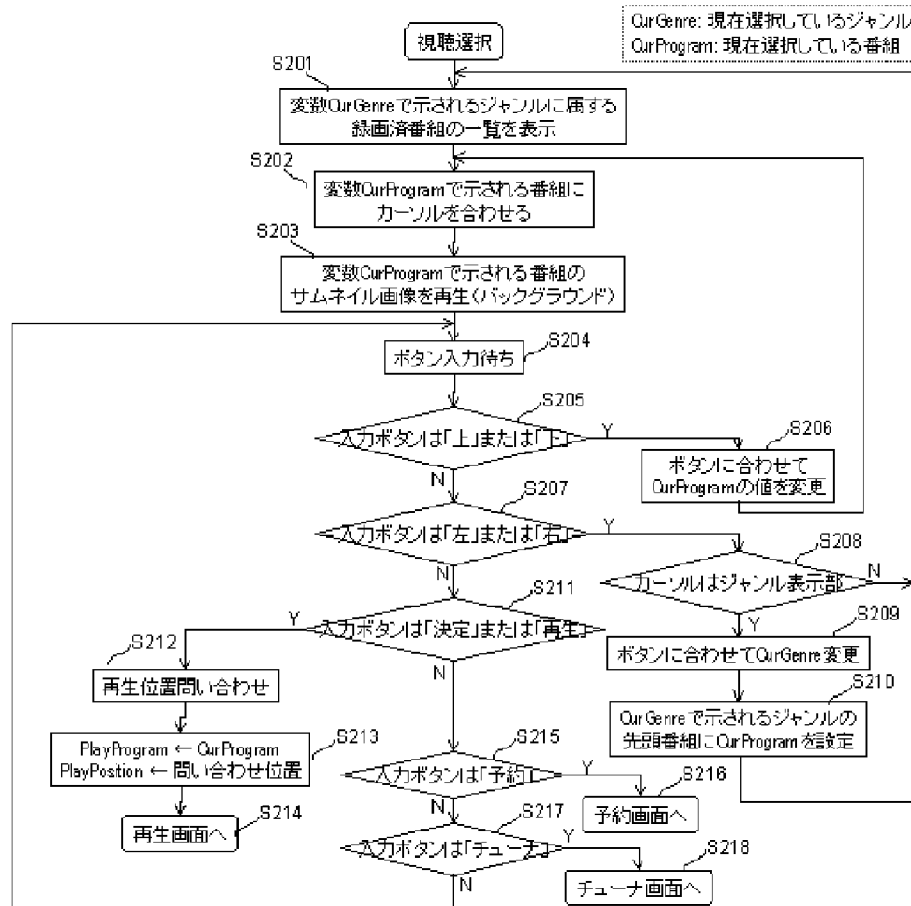 CurGenre: 現在選択しているジャンル
CurProgram: 現在選択している番組
視聴選択
S201
変数CurGenreで示されるジャンルに属する
録画済番組の一覧を表示
S202
変数CurProgramで示される番組に
カーソルを合わせる
S203
変数CurProgramで示される番組の
サムネイル画像を再生(バックグラウンド)
S204
ボタン入力待ち
S205
入力ボタンは「上」または「下」
Y
N
S206
ボタンに合わせて
CurProgramの値を変更
S207
入力ボタンは「左」または「右」
Y
N
S208
カーソルはジャンル表示部
N
Y
S209
ボタンに合わせてCurGenre変更
S210
CurGenreで示されるジャンルの
先頭番組にCurProgramを設定
S211
入力ボタンは「決定」または「再生」
Y
N
S212
再生位置問い合わせ
S213
PlayProgram ← CurProgram
PlayPostion ← 問い合わせ位置
S214
再生画面へ
S215
入力ボタンは「予約」
Y
N
S216
予約画面へ
S217
入力ボタンは「チューナ」
Y
N
S218
チューナ画面へ